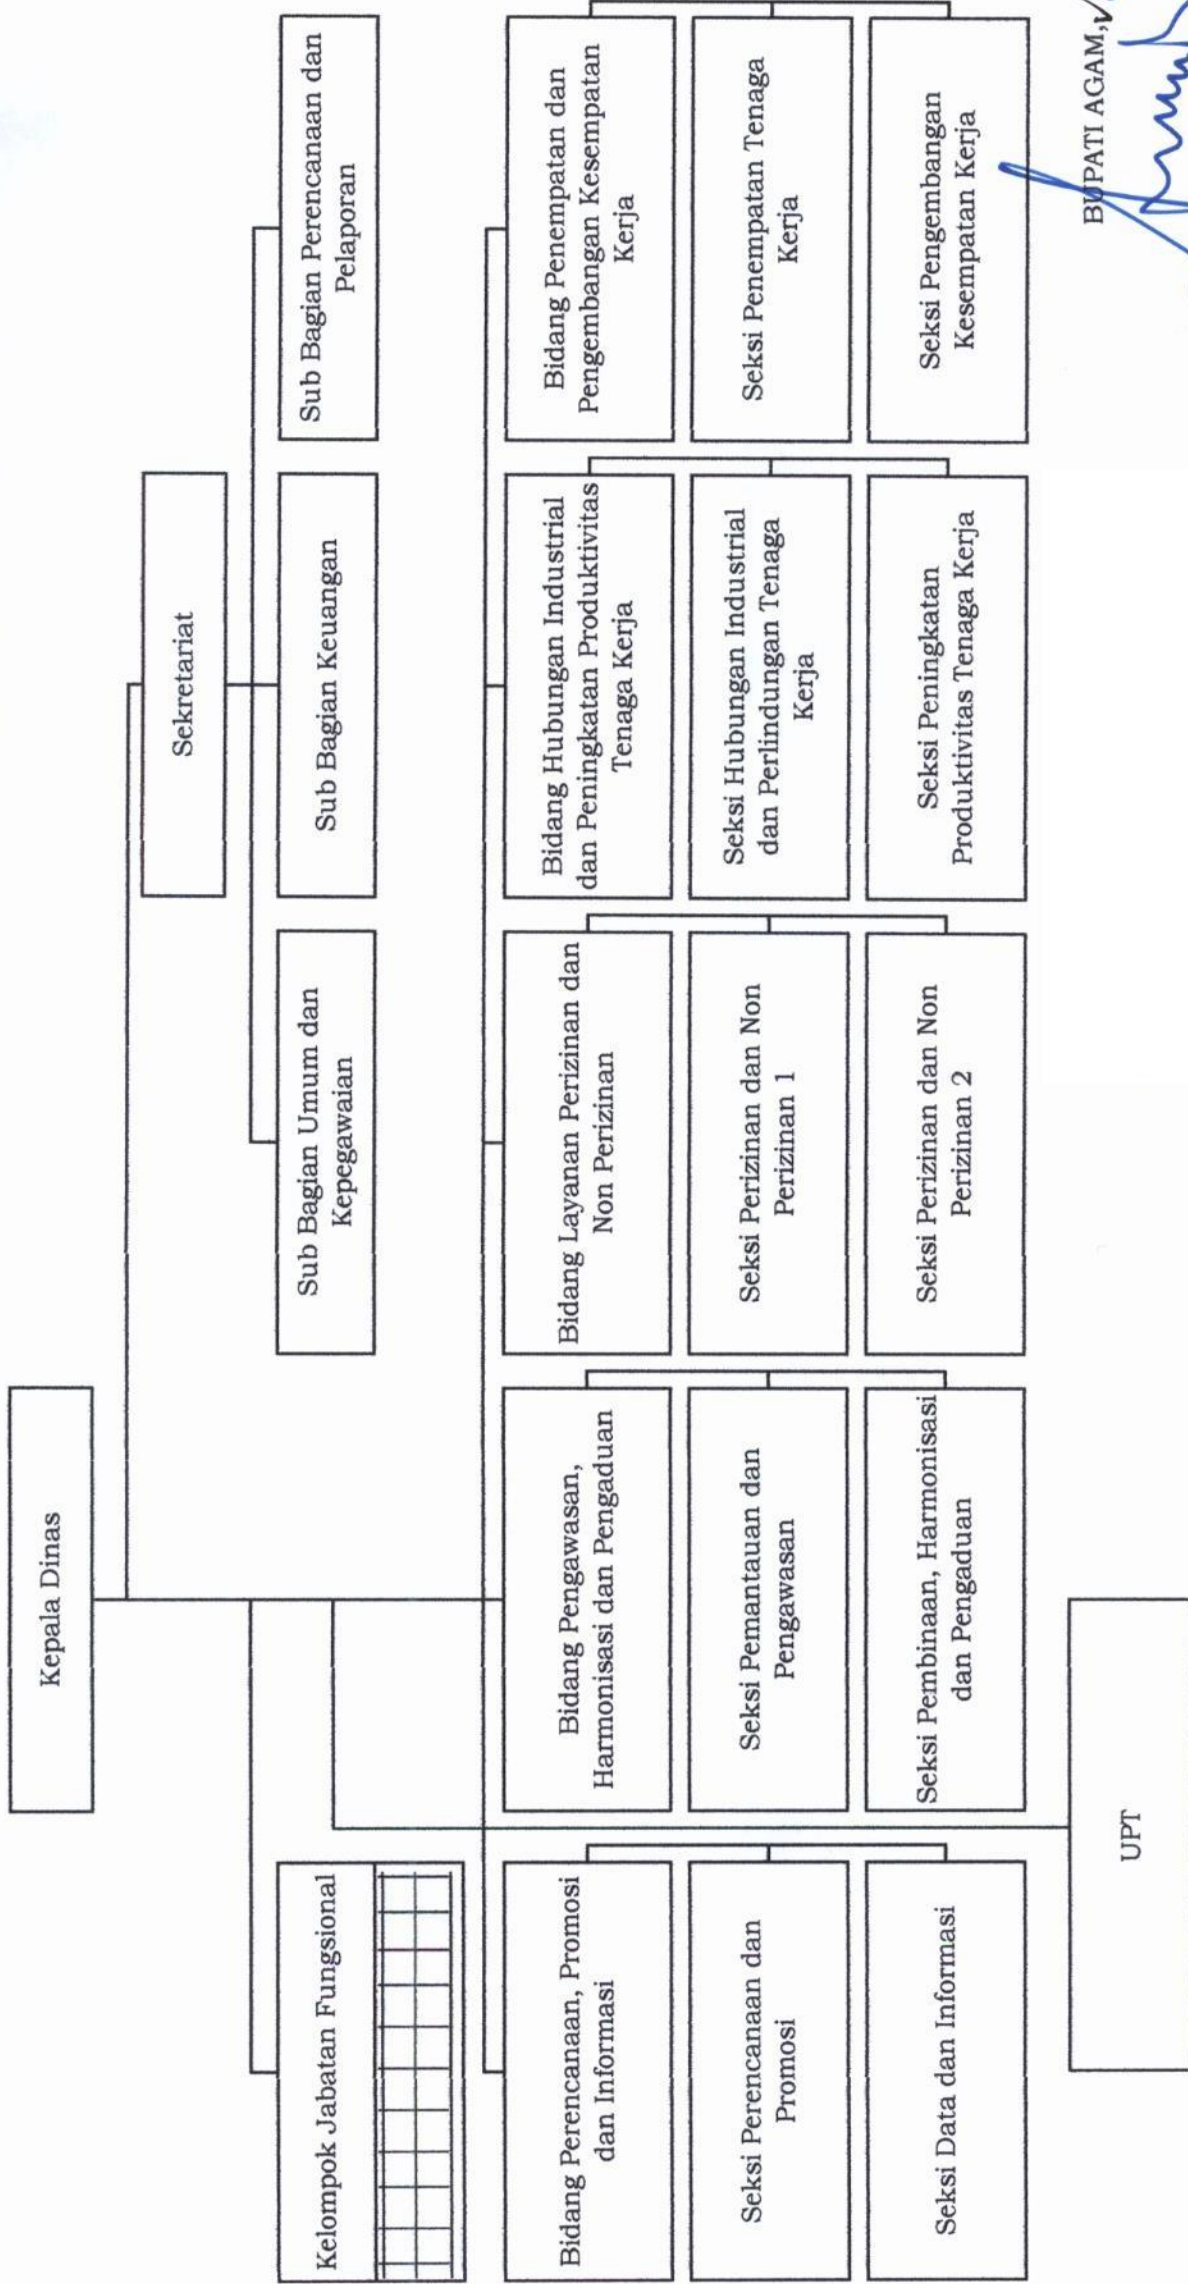 Kepala Dinas
Sekretariat
Kelompok Jabatan Fungsional
Sub Bagian Umum dan
Kepegawaian
Sub Bagian Keuangan
Sub Bagian Perencanaan dan
Pelaporan
Bidang Perencanaan, Promosi
dan Informasi
Bidang Pengawasan,
Harmonisasi dan Pengaduan
Bidang Layanan Perizinan dan
Non Perizinan
Bidang Hubungan Industrial
dan Peningkatan Produktivitas
Tenaga Kerja
Bidang Penempatan dan
Pengembangan Kesempatan
Kerja
Seksi Perencanaan dan
Promosi
Seksi Pemantauan dan
Pengawasan
Seksi Perizinan dan Non
Perizinan 1
Seksi Hubungan Industrial
dan Perlindungan Tenaga
Kerja
Seksi Penempatan Tenaga
Kerja
Seksi Data dan Informasi
Seksi Pembinaan, Harmonisasi
dan Pengaduan
Seksi Perizinan dan Non
Perizinan 2
Seksi Peningkatan
Produktivitas Tenaga Kerja
Seksi Pengembangan
Kesempatan Kerja
UPT
BUPATI AGAM,